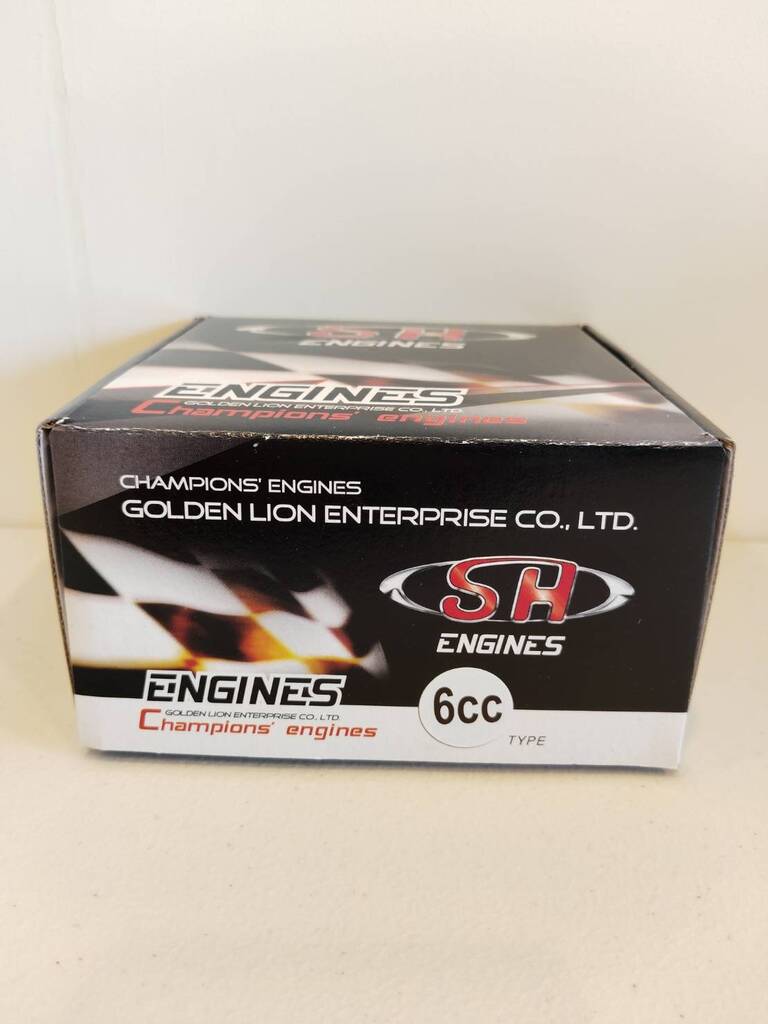 SH
ENGINES
ENGINES
GOLDEN LION ENTERPRISE CO., LTD.
Champions' engines
CHAMPIONS' ENGINES
GOLDEN LION ENTERPRISE CO., LTD.
SH
ENGINES
ENGINES
GOLDEN LION ENTERPRISE CO., LTD.
Champions' engines
6cc
TYPE